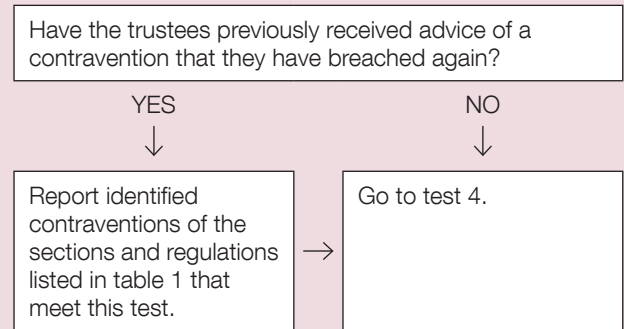 Have the trustees previously received advice of a
contravention that they have breached again?
YES
NO
Report identified
contraventions of the
sections and regulations
listed in table 1 that
meet this test.
Go to test 4.